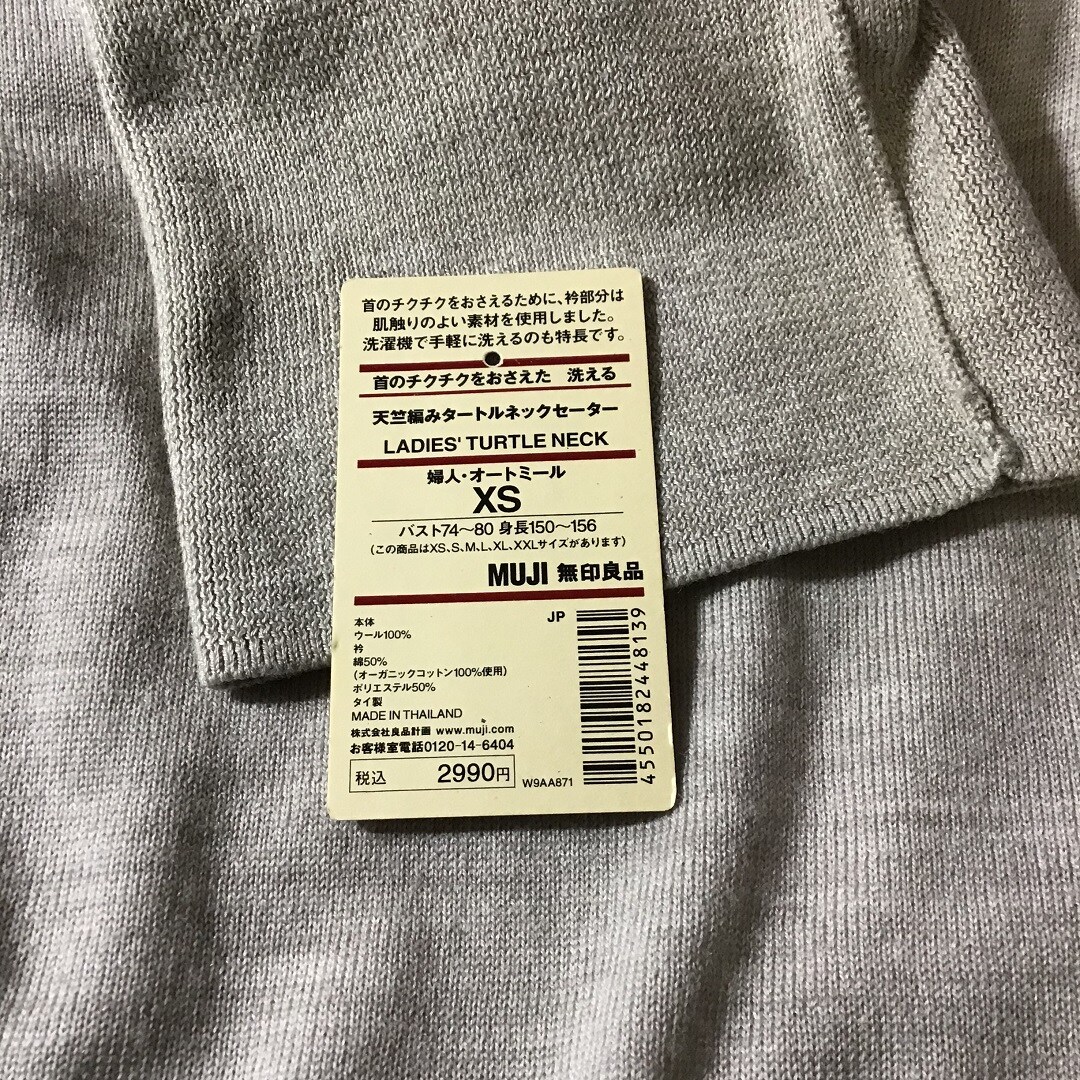 首のチクチクをおさえるために、衿部分は
肌触りのよい素材を使用しました。
洗濯機で手軽に洗えるのも特長です。
首のチクチクをおさえた 洗える
天竺編みタートルネックセーター
LADIES' TURTLE NECK
婦人・オートミール
XS
バスト74〜80 身長150〜156
(この商品はXS、S、M、L、XL、XXLサイズがあります)
MUJI 無印良品
本体
ウール100%
衿
綿50%
(オーガニックコットン100%使用)
ポリエステル50%
タイ製
MADE IN THAILAND
株式会社良品計画 www.muji.com
お客様室電話0120-14-6404
税込 2990円
JP
W9AA871
4550182448139